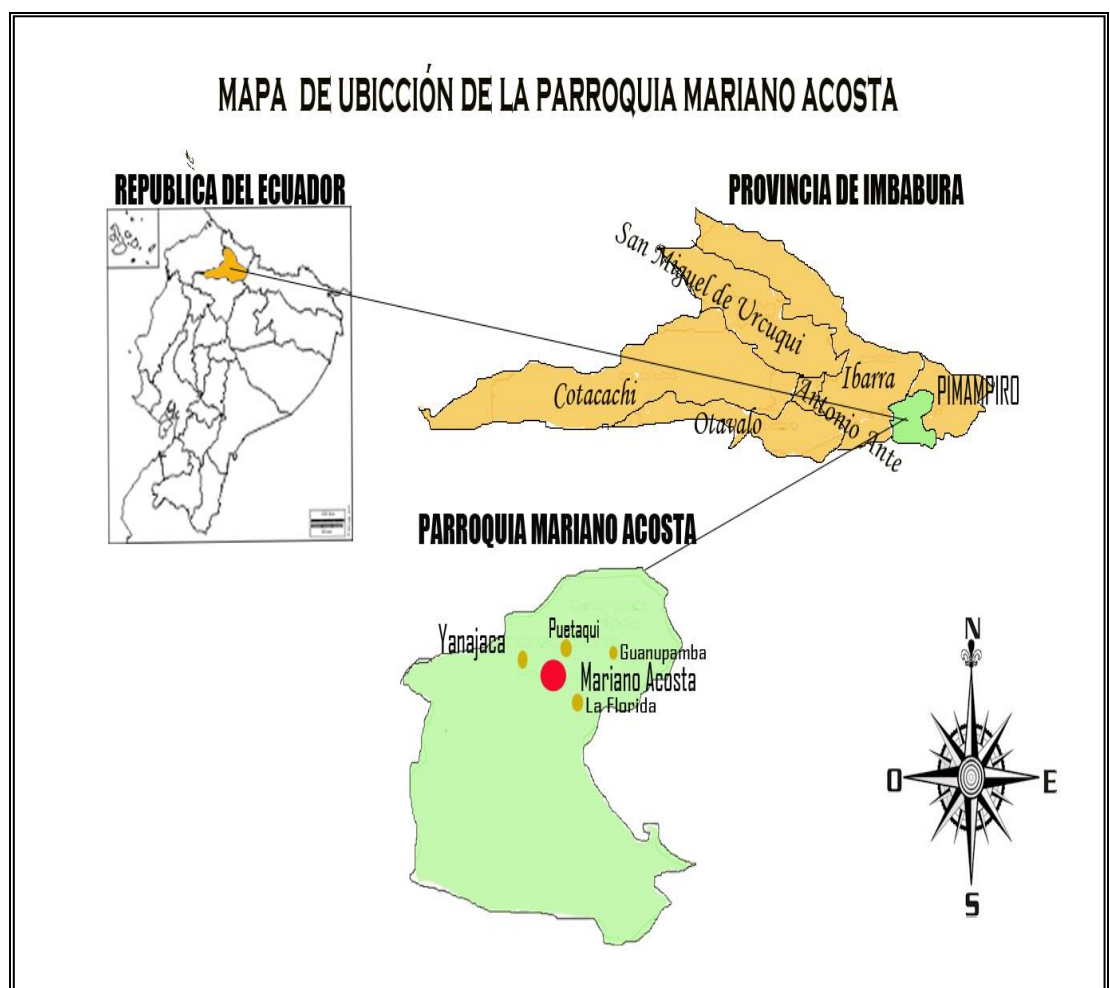 MAPA DE UBICCIÓN DE LA PARROQUIA MARIANO ACOSTA
REPUBLICA DEL ECUADOR
PROVINCIA DE IMBABURA
San Miguel de Urcuqui
Ibarra
PIMAMPIRO
Cotacachi
Antonio Ante
Otavalo
PARROQUIA MARIANO ACOSTA
Puetaqui
Yanajaca
Guanupamba
Mariano Acosta
La Florida
N
O
E
S